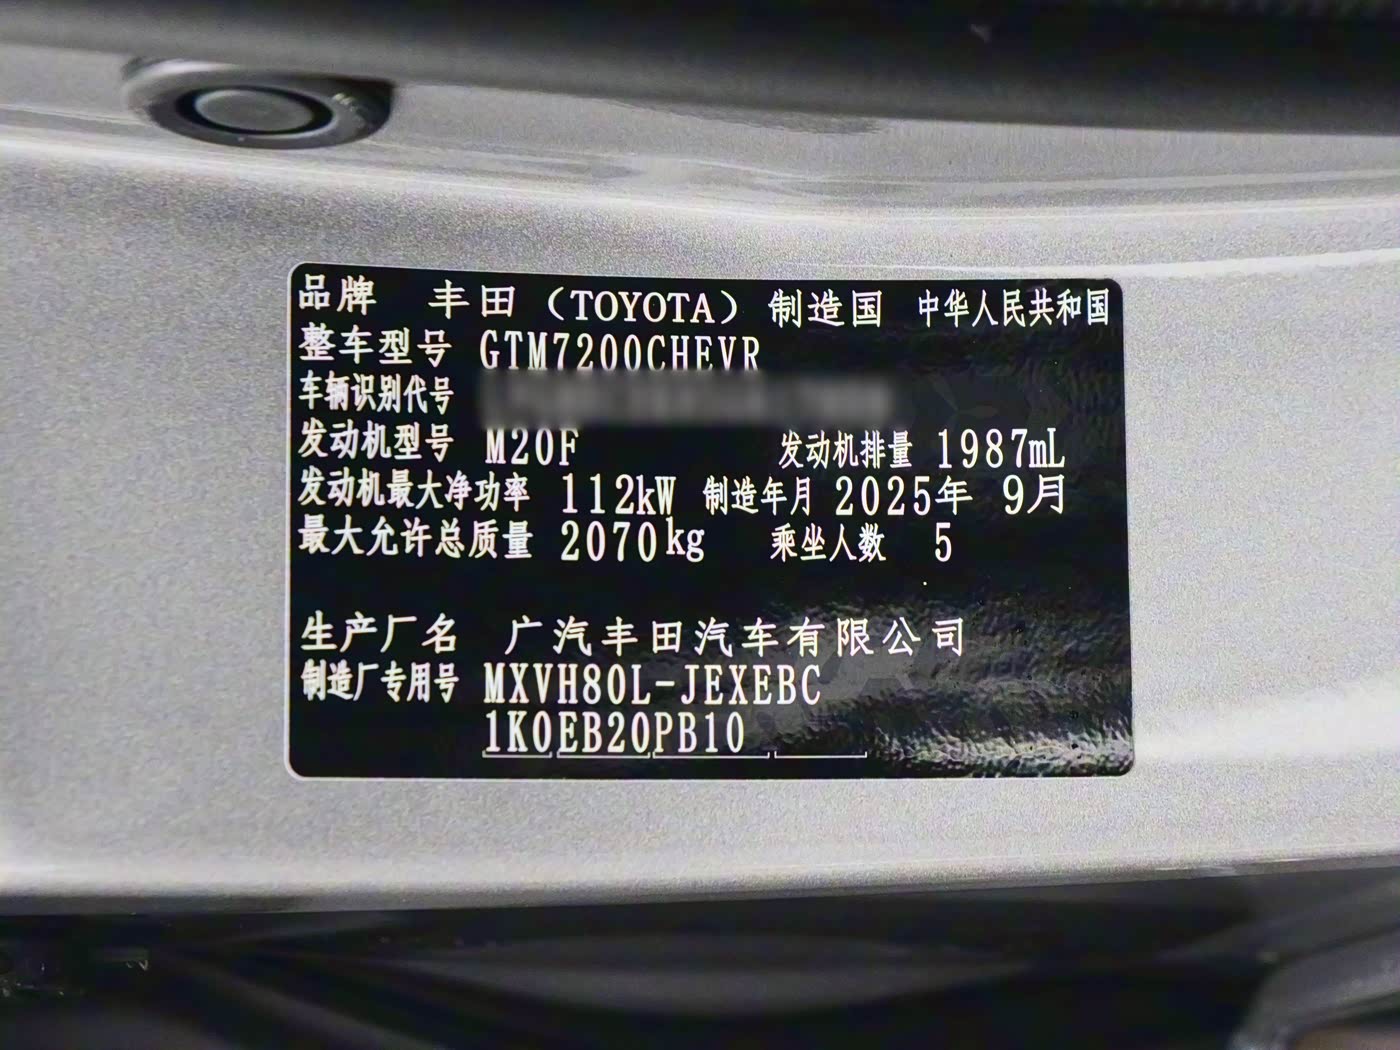 品牌 丰田（TOYOTA） 制造国 中华人民共和国
整车型号 GTM7200CHEVR
车辆识别代号
发动机型号 M20F 发动机排量 1987mL
发动机最大净功率 112kW 制造年月 2025年 9月
最大允许总质量 2070kg 乘坐人数 5
生产厂名 广汽丰田汽车有限公司
制造厂专用号 MXVH80L-JEXEBC
1K0EB20PB10